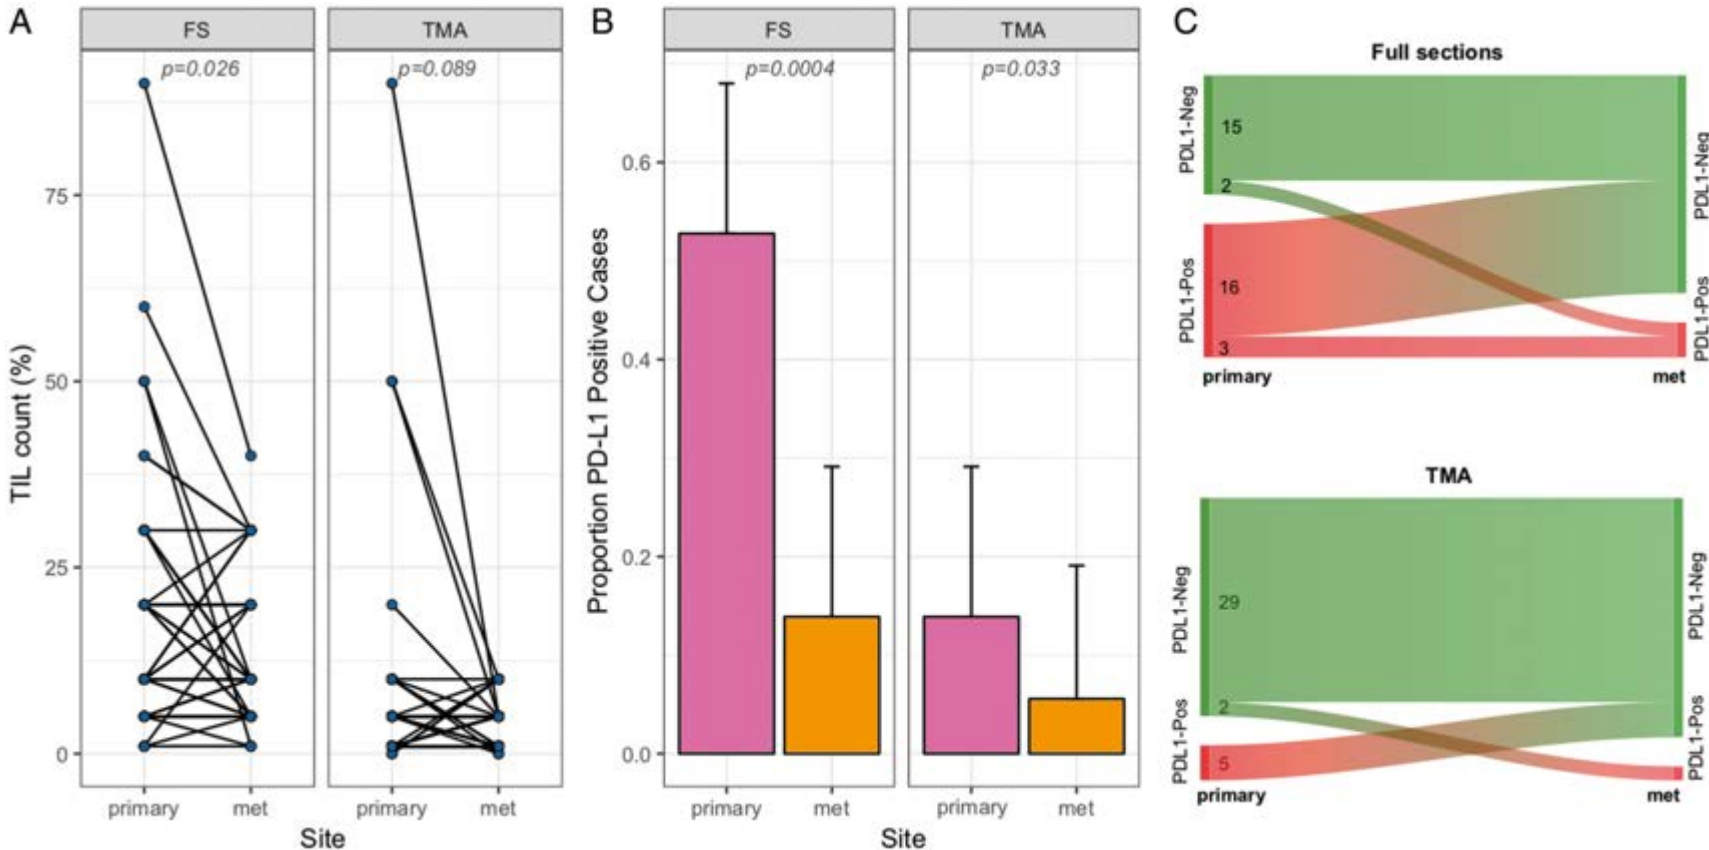 A
FS
TMA
p=0.026
p=0.089
TIL count (%)
75
50
25
0
primary
met
primary
met
Site
B
FS
TMA
p=0.0004
p=0.033
Proportion PD-L1 Positive Cases
0.6
0.4
0.2
0.0
primary
met
primary
met
Site
C
Full sections
PDL1-Neg
15
2
PDL1-Pos
16
3
PDL1-Neg
PDL1-Pos
primary
met
TMA
PDL1-Neg
29
2
PDL1-Pos
5
PDL1-Neg
PDL1-Pos
primary
met